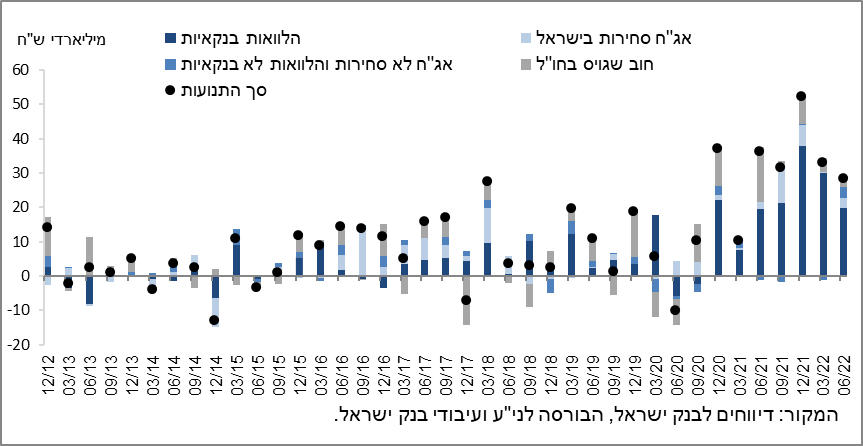 מיליארדי ש"ח
הלוואות בנקאיות
אג"ח סחירות בישראל
אג"ח לא סחירות והלוואות לא בנקאיות
חוב שגויס בחו"ל
סך התנועות
60
50
40
30
20
10
0
-10
-20
12/12 03/13 06/13 09/13 12/13 03/14 06/14 09/14 12/14 03/15 06/15 09/15 12/15 03/16 06/16 09/16 12/16 03/17 06/17 09/17 12/17 03/18 06/18 09/18 12/18 03/19 06/19 09/19 12/19 03/20 06/20 09/20 12/20 03/21 06/21 09/21 12/21 03/22 06/22
המקור: דיווחים לבנק ישראל, הבורסה לני"ע ועיבודי בנק ישראל.